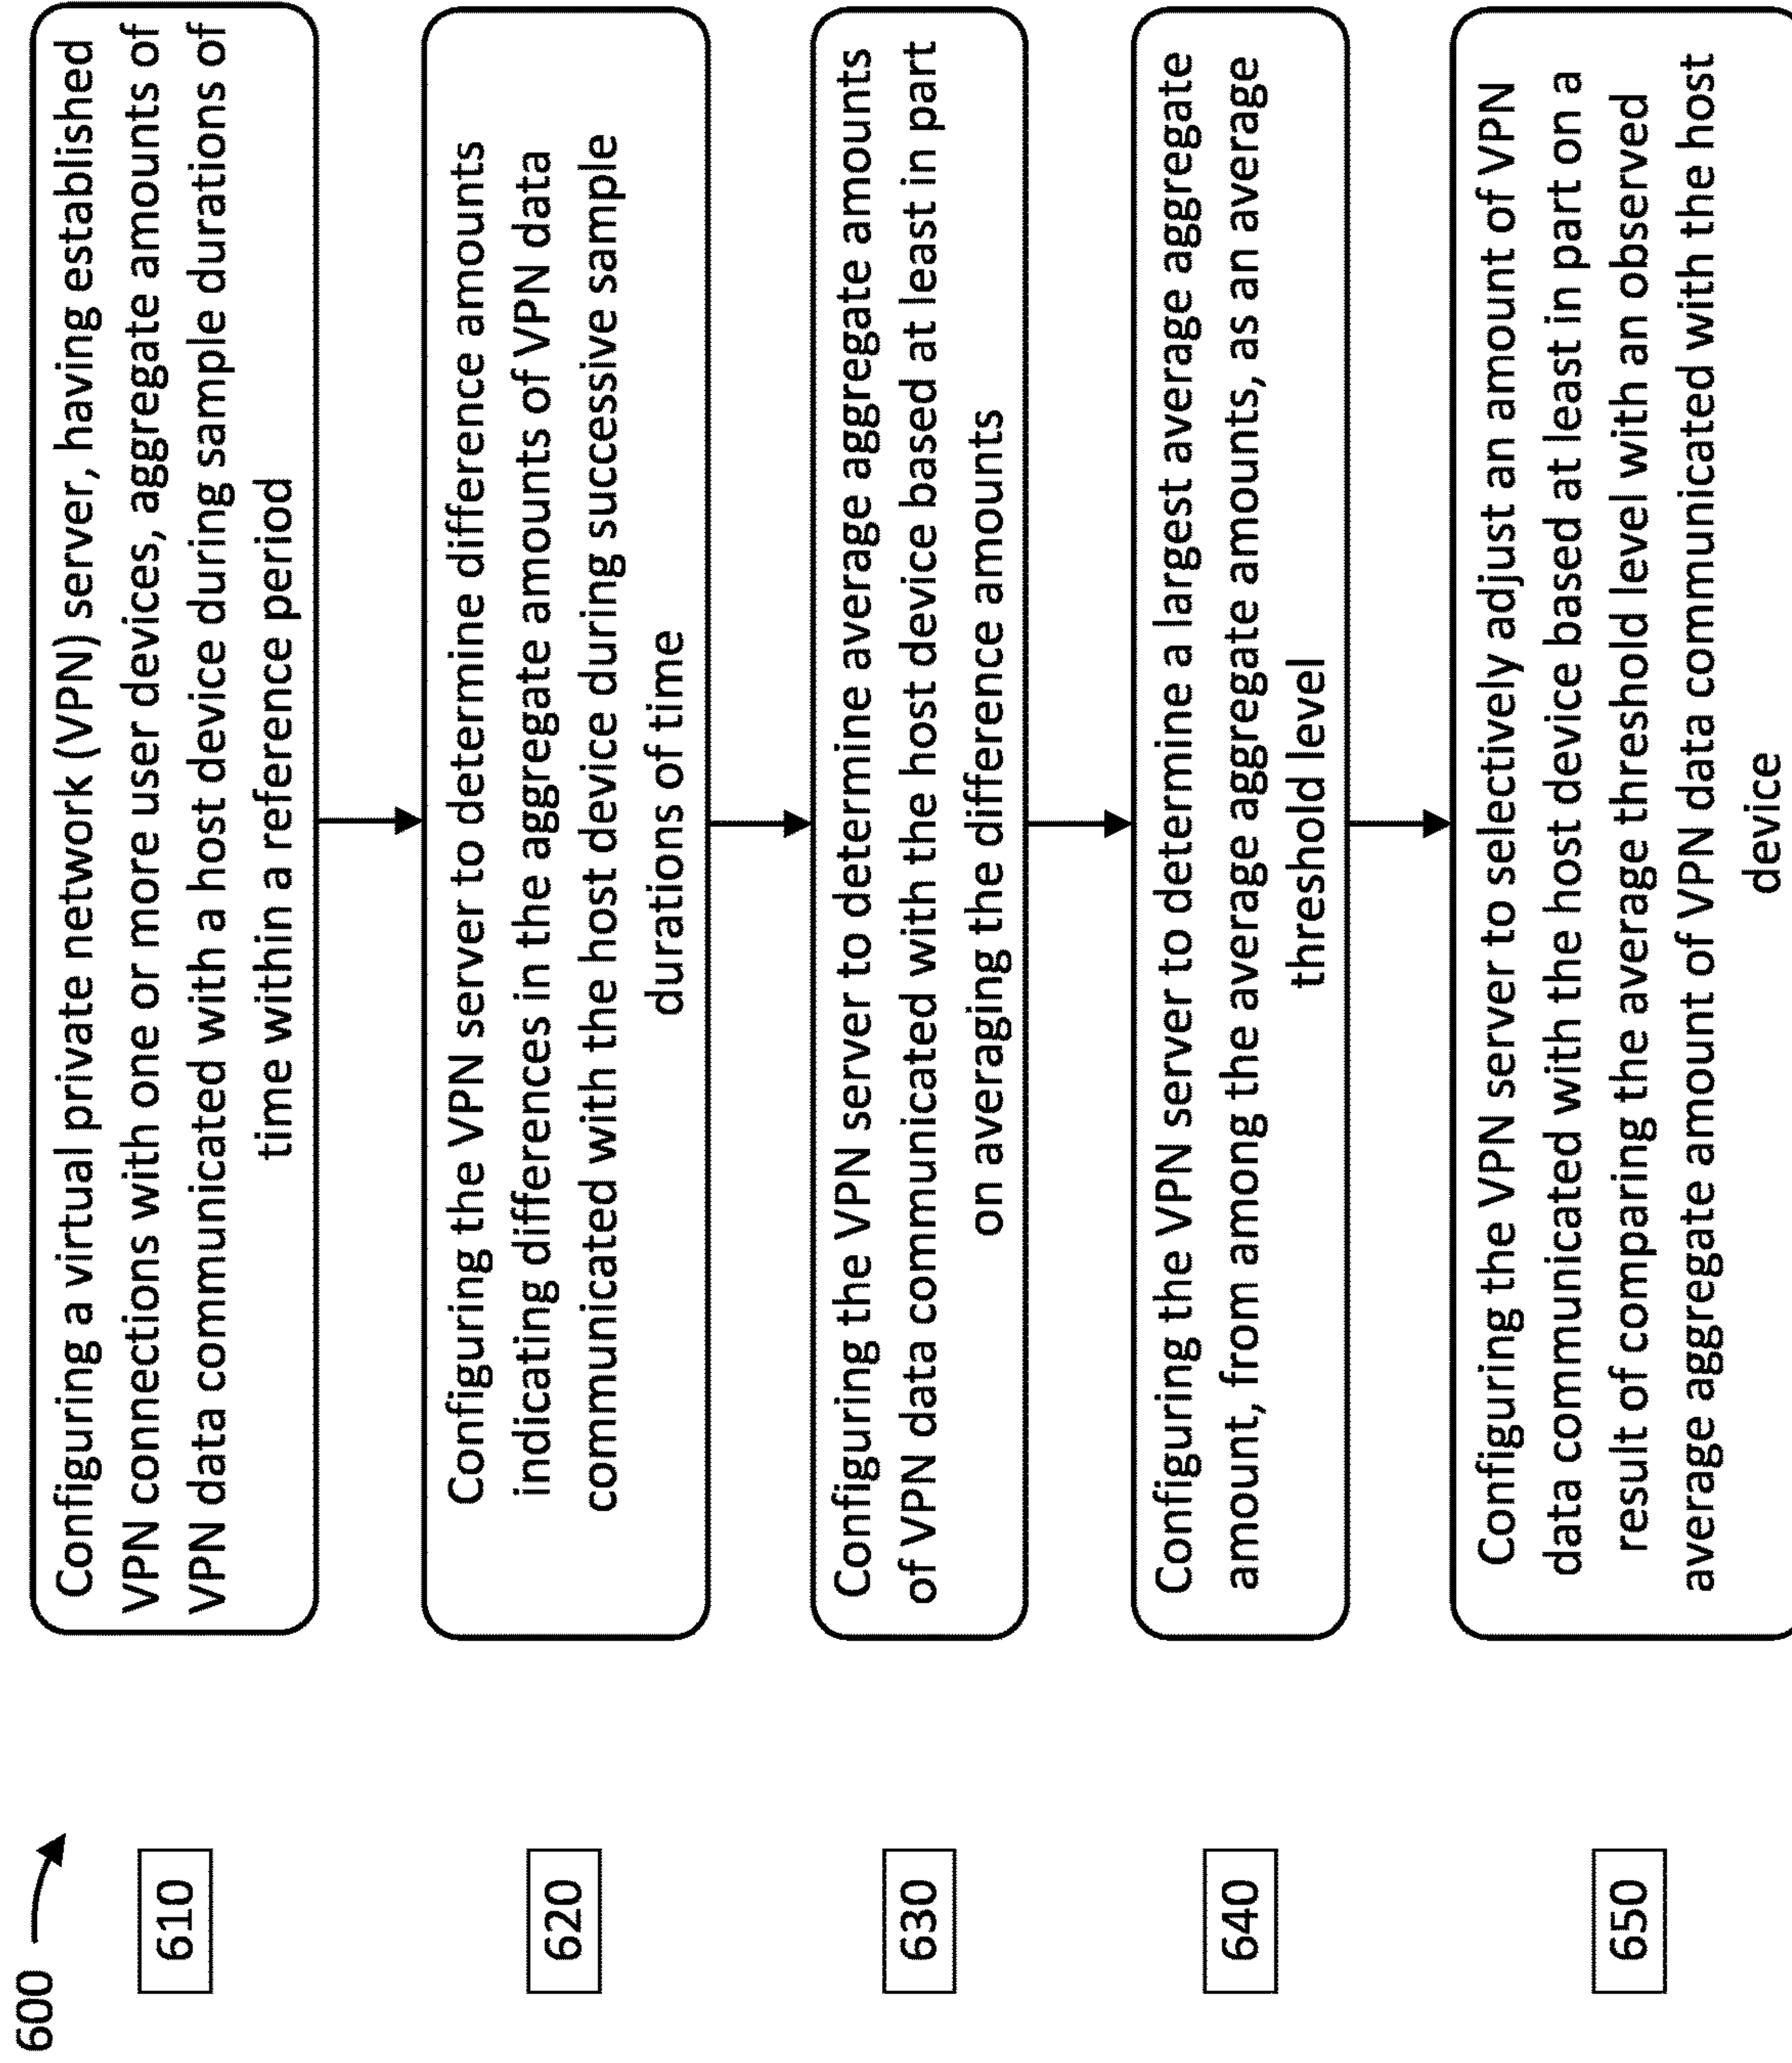 600
610
Configuring a virtual private network (VPN) server, having established
VPN connections with one or more user devices, aggregate amounts of
VPN data communicated with a host device during sample durations of
time within a reference period
620
Configuring the VPN server to determine difference amounts
indicating differences in the aggregate amounts of VPN data
communicated with the host device during successive sample
durations of time
630
Configuring the VPN server to determine average aggregate amounts
of VPN data communicated with the host device based at least in part
on averaging the difference amounts
640
Configuring the VPN server to determine a largest average aggregate
amount, from among the average aggregate amounts, as an average
threshold level
650
Configuring the VPN server to selectively adjust an amount of VPN
data communicated with the host device based at least in part on a
result of comparing the average threshold level with an observed
average aggregate amount of VPN data communicated with the host
device